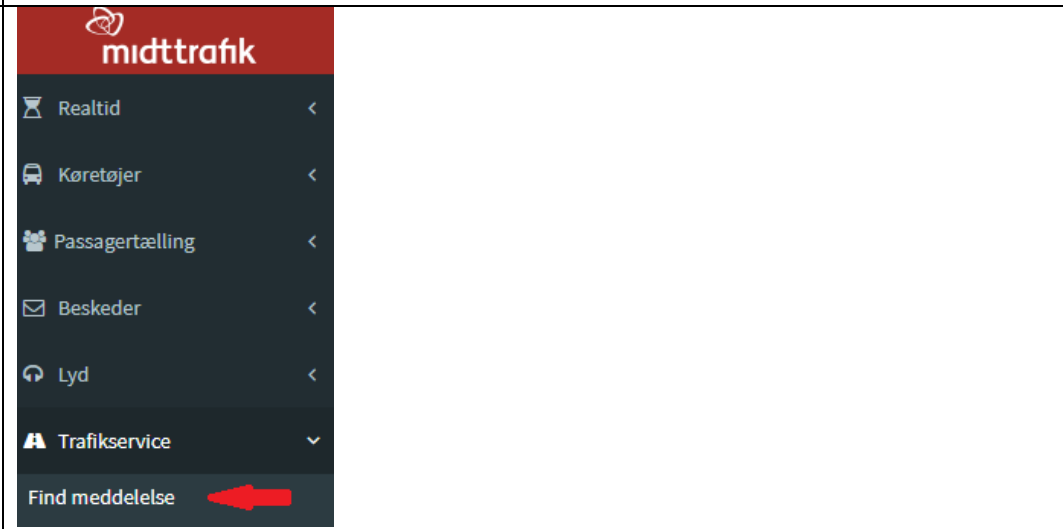 midttrafik
Realtid
Køretøjer
Passagertælling
Beskeder
Lyd
Trafikservice
Find meddelelse